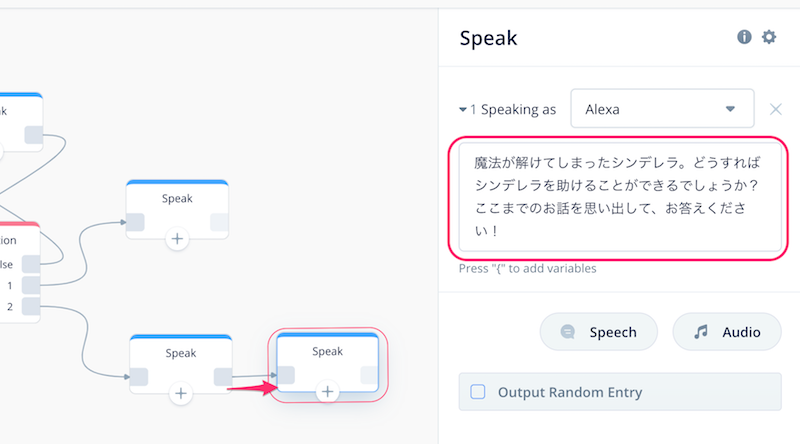 Speak
1 Speaking as
Alexa
魔法が解けてしまったシンデレラ。どうすれば
シンデレラを助けることができるでしょうか？
ここまでのお話を思い出して、お答えくださ
い！
Press "{" to add variables
Speech
Audio
Output Random Entry
k
ion
lse
1
2
Speak
Speak
Speak